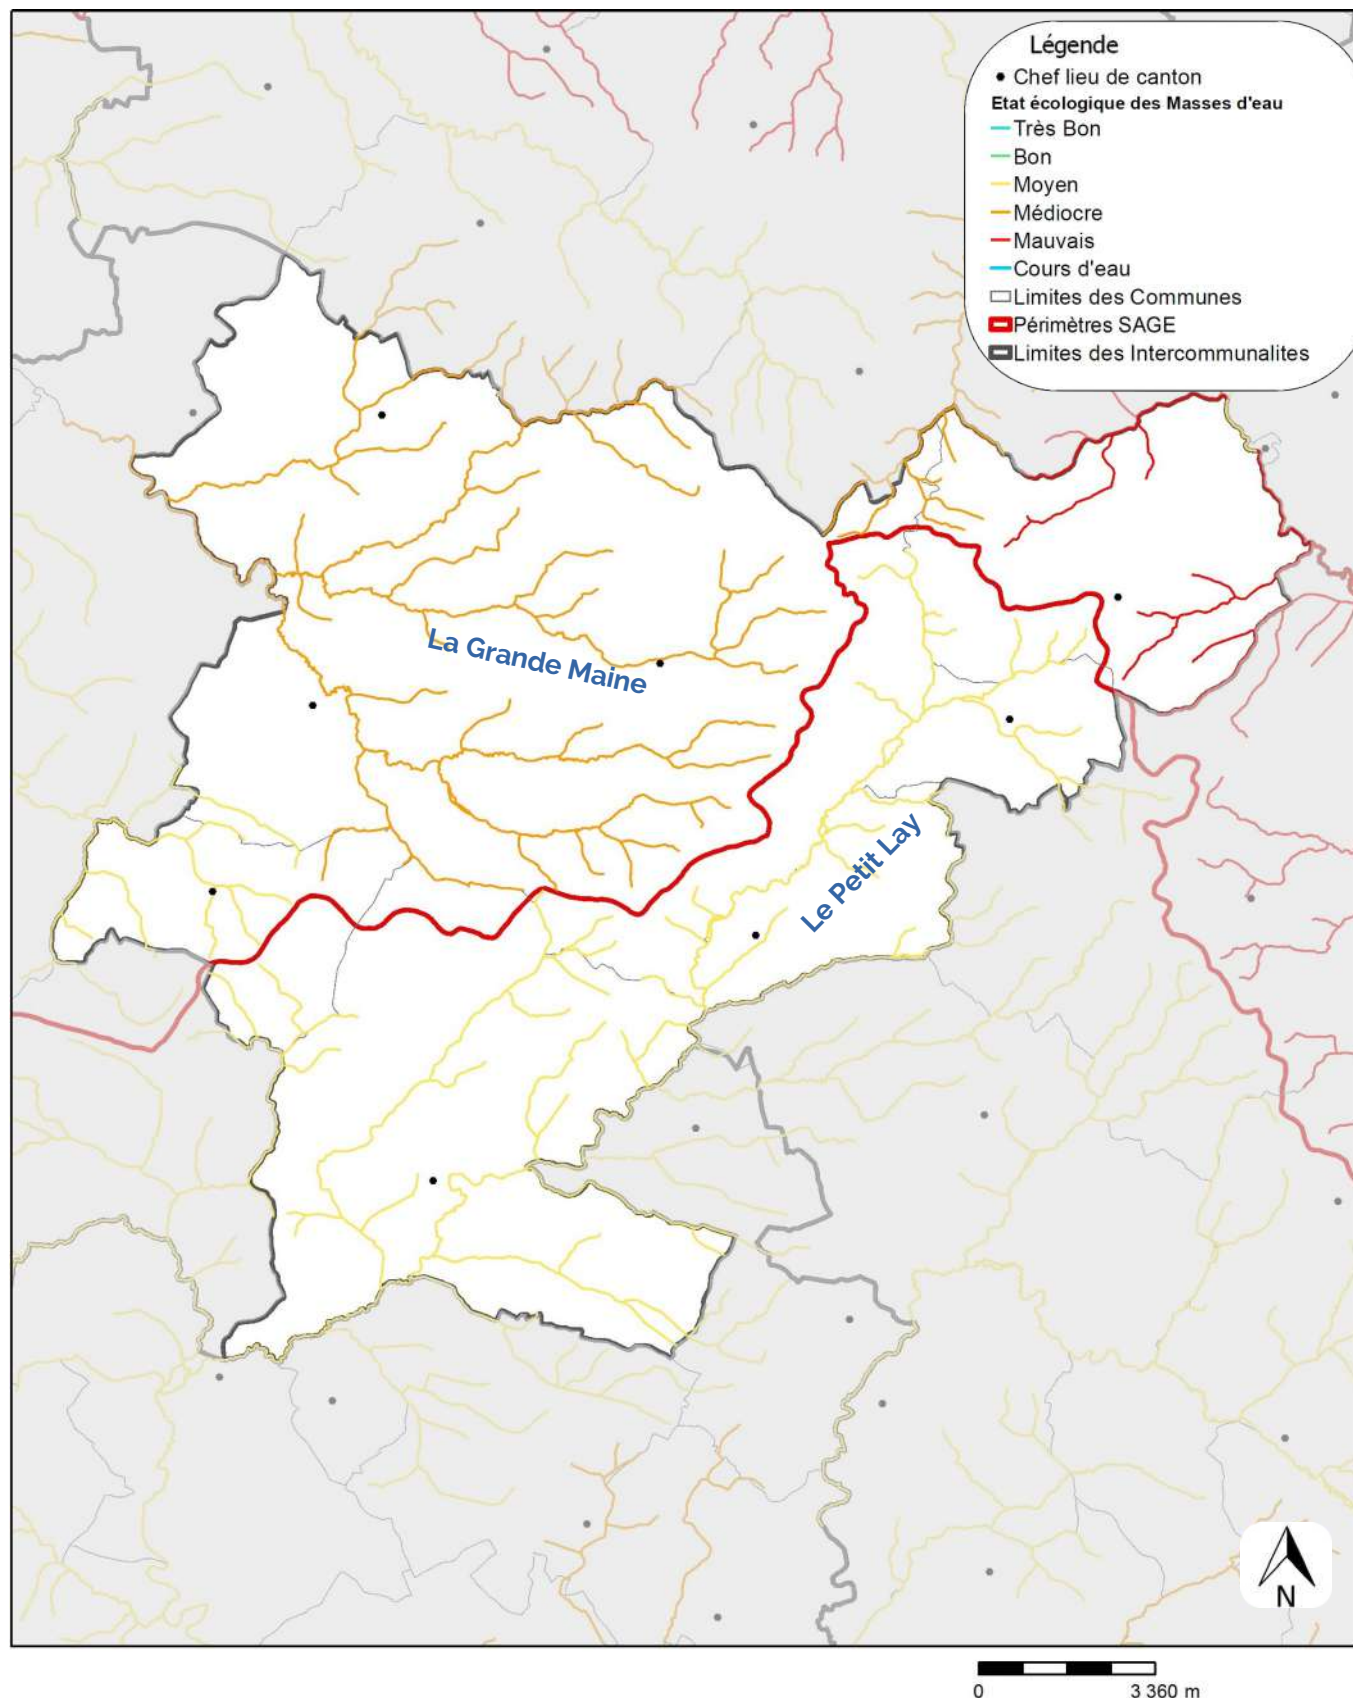 Légende
Chef lieu de canton
Etat écologique des Masses d'eau
Très Bon
Bon
Moyen
Médiocre
Mauvais
Cours d'eau
Limites des Communes
Périmètres SAGE
Limites des Intercommunalites
La Grande Maine
Le Petit Lay
N
0 3 360 m